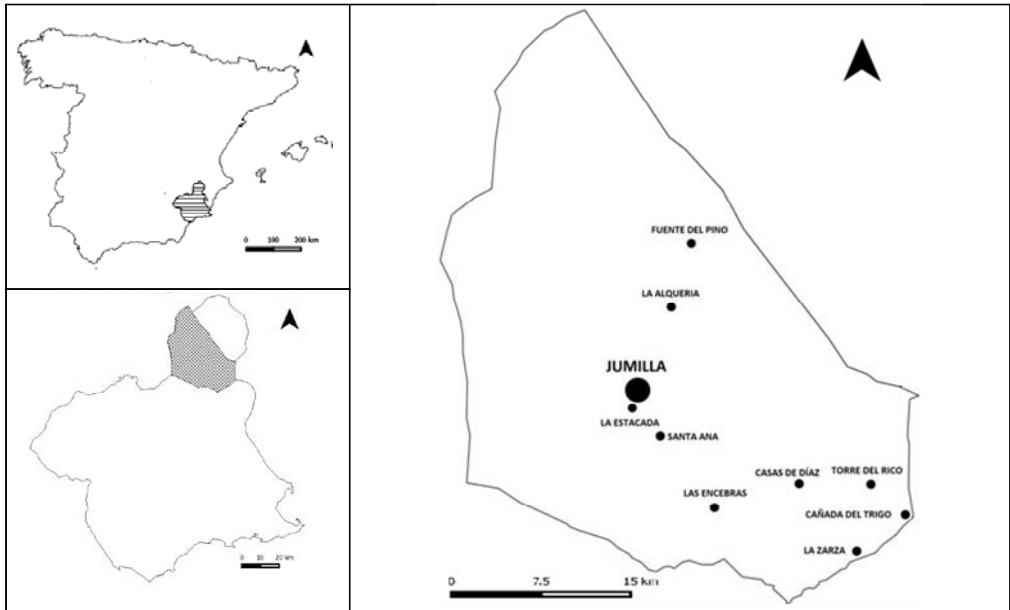 0 100 200 km
0 10 20 km
FUENTE DEL PINO
LA ALQUERIA
JUMILLA
LA ESTACADA
SANTA ANA
CASAS DE DÍAZ
TORRE DEL RICO
LAS ENCEBRAS
CAÑADA DEL TRIGO
LA ZARZA
0 7.5 15 km